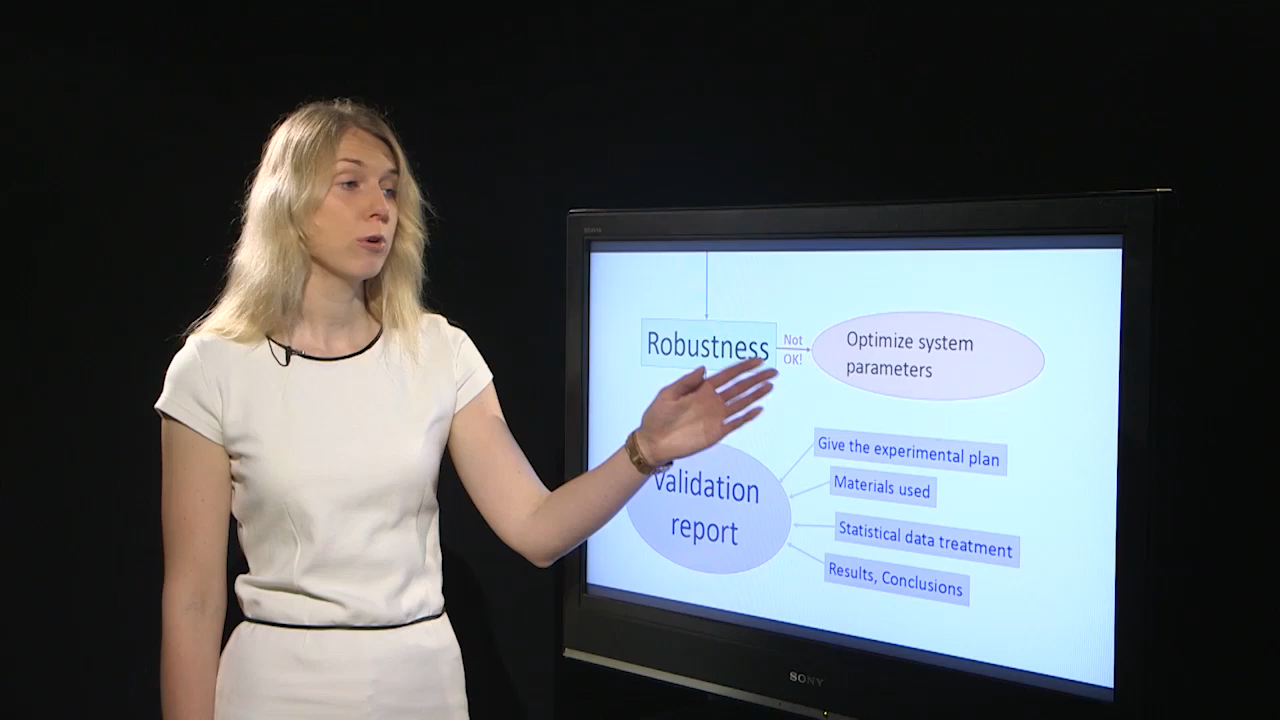 Robustness
Not
OK!
Optimize system
parameters
Validation
report
Give the experimental plan
Materials used
Statistical data treatment
Results, Conclusions
SONY